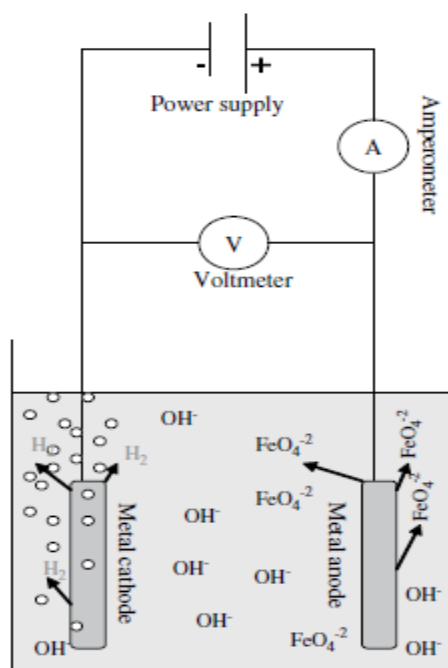 - +
Power supply
Amperometer
A
V
Voltmeter
OH-
H
H2
FeO4-2
FeO4-2
FeO4-2
FeO4-2
Metal cathode
Metal anode
OH-
H2
OH-
OH-
OH-
OH-
OH-
FeO4-2
OH-